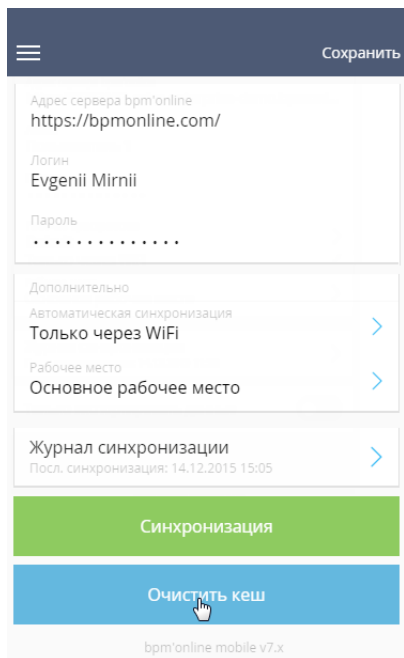 Сохранить
Адрес сервера bpm'online
https://bpmonline.com/
Логин
Evgenii Mirnii
Пароль
• • • • • • • • • • • • • •
Дополнительно
Автоматическая синхронизация
Только через WiFi
Рабочее место
Основное рабочее место
Журнал синхронизации
Посл. синхронизация: 14.12.2015 15:05
Синхронизация
Очистить кеш
bpm'online mobile v7.x